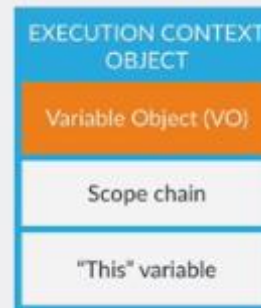 EXECUTION CONTEXT
OBJECT
Variable Object (VO)
Scope chain
"This" variable